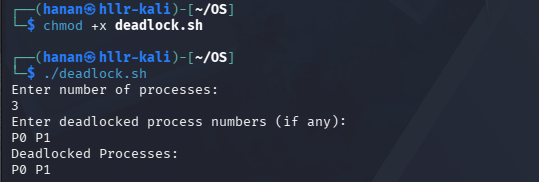 ┌──(hanan㉿hllr-kali)-[~/OS]
└─$ chmod +x deadlock.sh
┌──(hanan㉿hllr-kali)-[~/OS]
└─$ ./deadlock.sh
Enter number of processes:
3
Enter deadlocked process numbers (if any):
P0 P1
Deadlocked Processes:
P0 P1